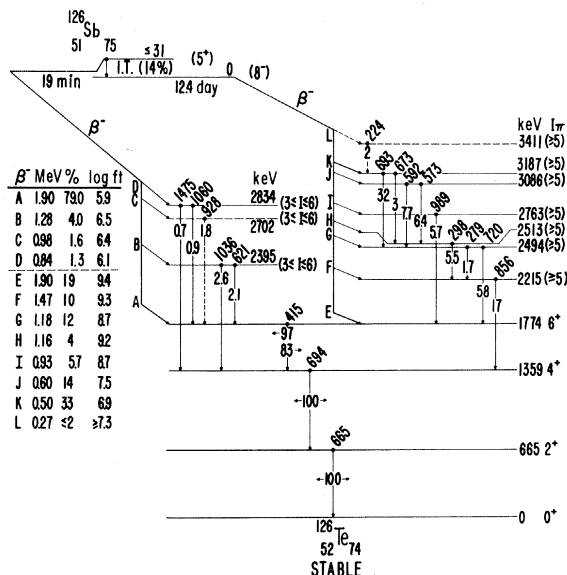 126 Sb
51 75
≤31
(5+) 0 (8-)
I.T. (14%)
19 min 12.4 day
β-
β-
β- MeV % log ft
A 1.90 79.0 5.9
B 1.28 4.0 6.5
C 0.98 1.6 6.4
D 0.84 1.3 6.1
E 1.90 19 9.4
F 1.47 10 9.3
G 1.18 12 8.7
H 1.16 4 9.2
I 0.93 5.7 8.7
J 0.60 14 7.5
K 0.50 33 6.9
L 0.27 ≤2 ≥7.3
D
C
B
A
1475 1060 928
0.7 0.9 1.8
keV
2834 (3≤I≤6)
2702 (3≤I≤6)
2395 (3≤I≤6)
1036 621
2.6 2.1
L
K
J
I
H
G
F
E
224
2
693 673 592 573
32 3 7.7 6.4
989
5.7
298 279 720
5.5 1.7 58
856
17
keV Iπ
3411 (≥5)
3187 (≥5)
3086 (≥5)
2763 (≥5)
2513 (≥5)
2494 (≥5)
2215 (≥5)
1774 6+
1359 4+
665 2+
0 0+
415
97
83
694
100
665
100
126 Te
52 74
STABLE